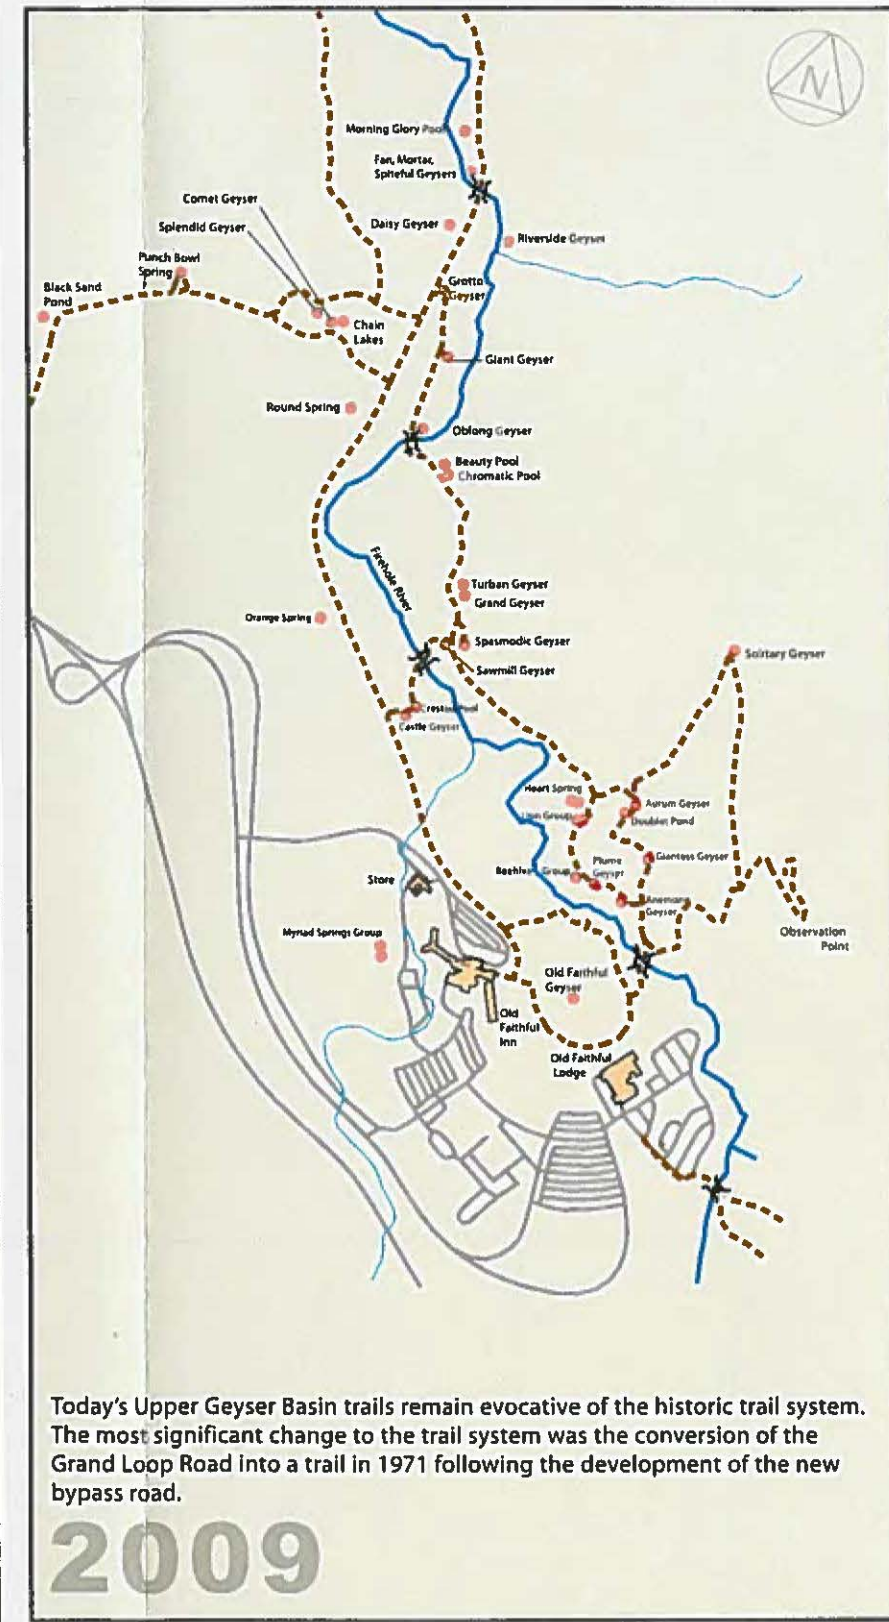 N
Morning Glory Pool
Fan, Mortar,
Spiteful Geysers
Comet Geyser
Splendid Geyser
Daisy Geyser
Riverside Geyser
Punch Bowl
Spring
Black Sand
Pond
Grotto
Geyser
Chain
Lakes
Giant Geyser
Round Spring
Oblong Geyser
Beauty Pool
Chromatic Pool
Firehole River
Turban Geyser
Grand Geyser
Orange Spring
Spasmodic Geyser
Sawmill Geyser
Solitary Geyser
Crested Pool
Castle Geyser
Heart Spring
Lion Group
Aurum Geyser
Doublet Pond
Plume
Geyser
Giantess Geyser
Beehive Group
Store
Anemone
Geyser
Myriad Springs Group
Observation
Point
Old Faithful
Geyser
Old
Faithful
Inn
Old Faithful
Lodge
Today's Upper Geyser Basin trails remain evocative of the historic trail system.
The most significant change to the trail system was the conversion of the
Grand Loop Road into a trail in 1971 following the development of the new
bypass road.
2009